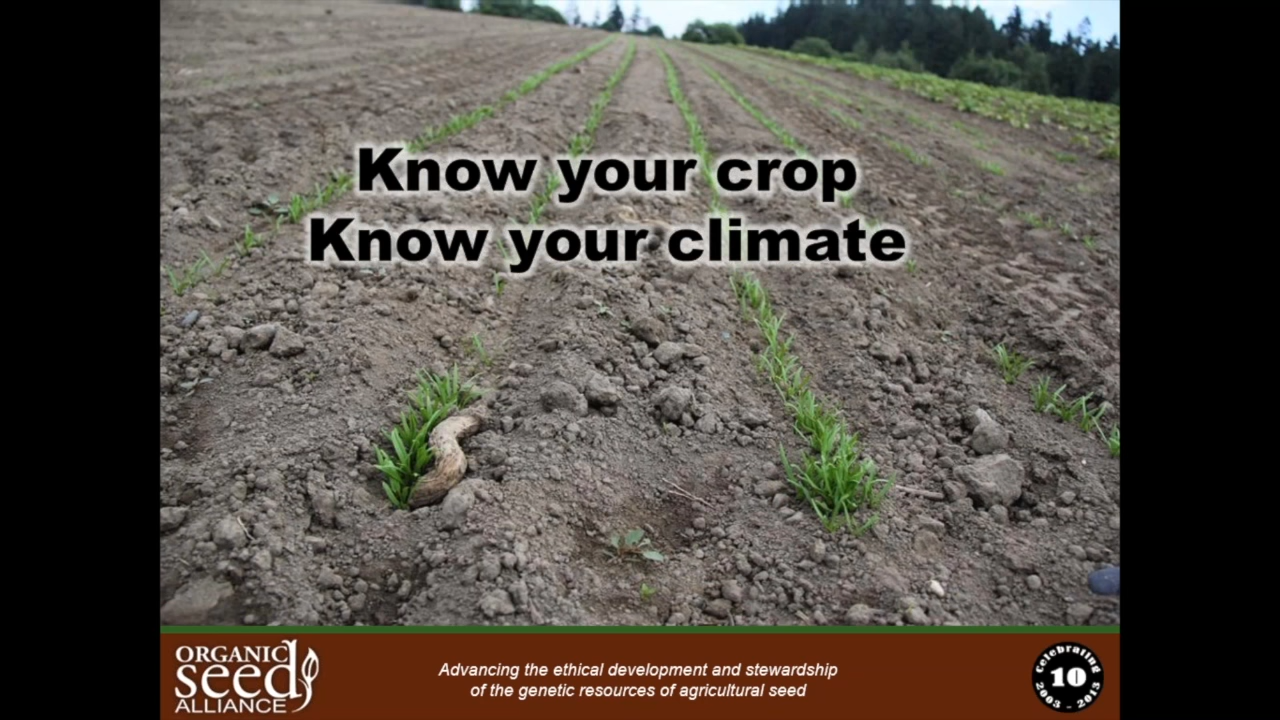 Know your crop
Know your climate
ORGANIC
seed
ALLIANCE
Advancing the ethical development and stewardship
of the genetic resources of agricultural seed
Celebrating
10
2003 - 2013